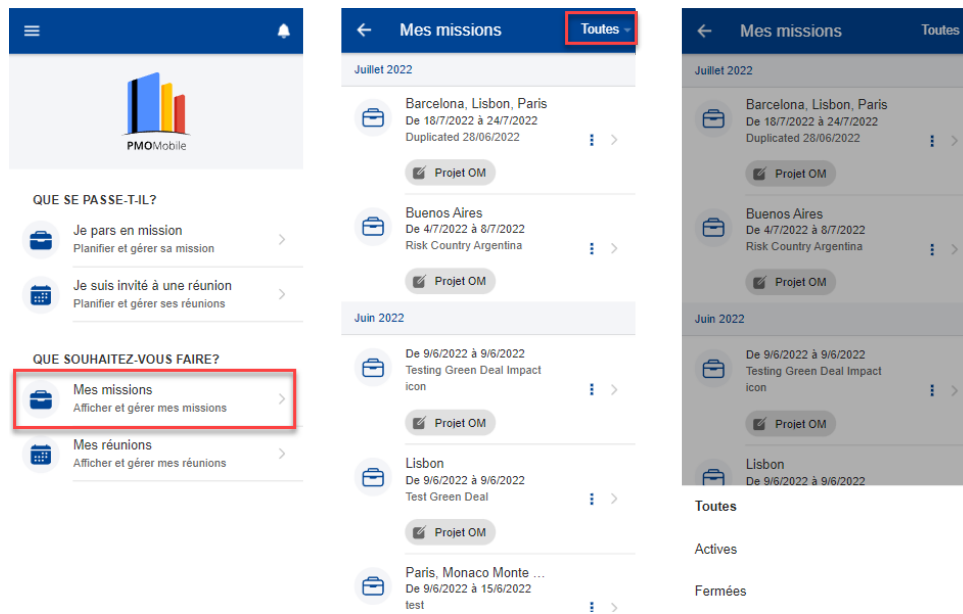 PMOMobile
QUE SE PASSE-T-IL?
Je pars en mission
Planifier et gérer sa mission
Je suis invité à une réunion
Planifier et gérer ses réunions
QUE SOUHAITEZ-VOUS FAIRE?
Mes missions
Afficher et gérer mes missions
Mes réunions
Afficher et gérer mes réunions
Mes missions
Toutes
Juillet 2022
Barcelona, Lisbon, Paris
De 18/7/2022 à 24/7/2022
Duplicated 28/06/2022
Projet OM
Buenos Aires
De 4/7/2022 à 8/7/2022
Risk Country Argentina
Projet OM
Juin 2022
De 9/6/2022 à 9/6/2022
Testing Green Deal Impact
icon
Projet OM
Lisbon
De 9/6/2022 à 9/6/2022
Test Green Deal
Projet OM
Paris, Monaco Monte ...
De 9/6/2022 à 15/6/2022
test
Mes missions
Toutes
Juillet 2022
Barcelona, Lisbon, Paris
De 18/7/2022 à 24/7/2022
Duplicated 28/06/2022
Projet OM
Buenos Aires
De 4/7/2022 à 8/7/2022
Risk Country Argentina
Projet OM
Juin 2022
De 9/6/2022 à 9/6/2022
Testing Green Deal Impact
icon
Projet OM
Lisbon
De 9/6/2022 à 9/6/2022
Toutes
Actives
Fermées